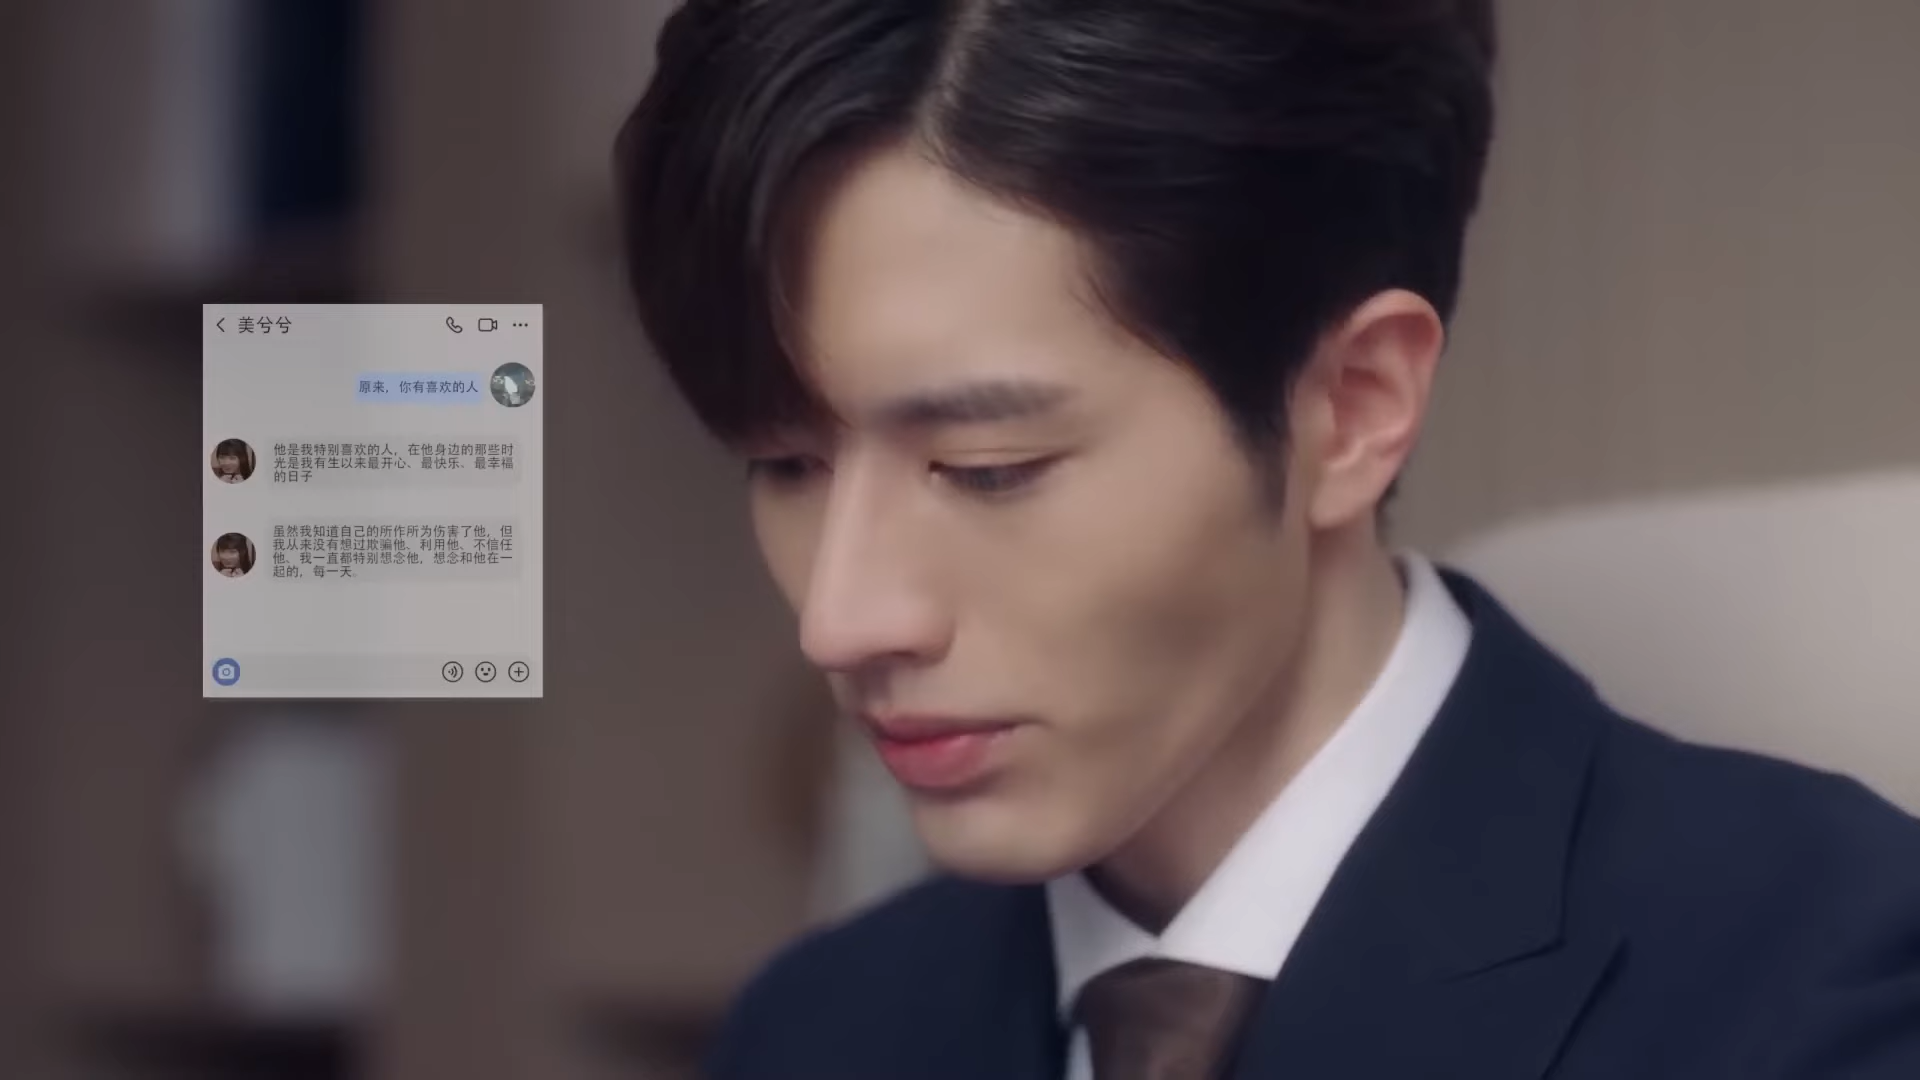 美兮兮
原来，你有喜欢的人
他是我特别喜欢的人，在他身边的那些时
光是我有生以来最开心、最快乐、最幸福
的日子
虽然我知道自己的所作所为伤害了他，但
我从来没有想过欺骗他、利用他、不信任
他、我一直都特别想念他，想念和他在一
起的，每一天。